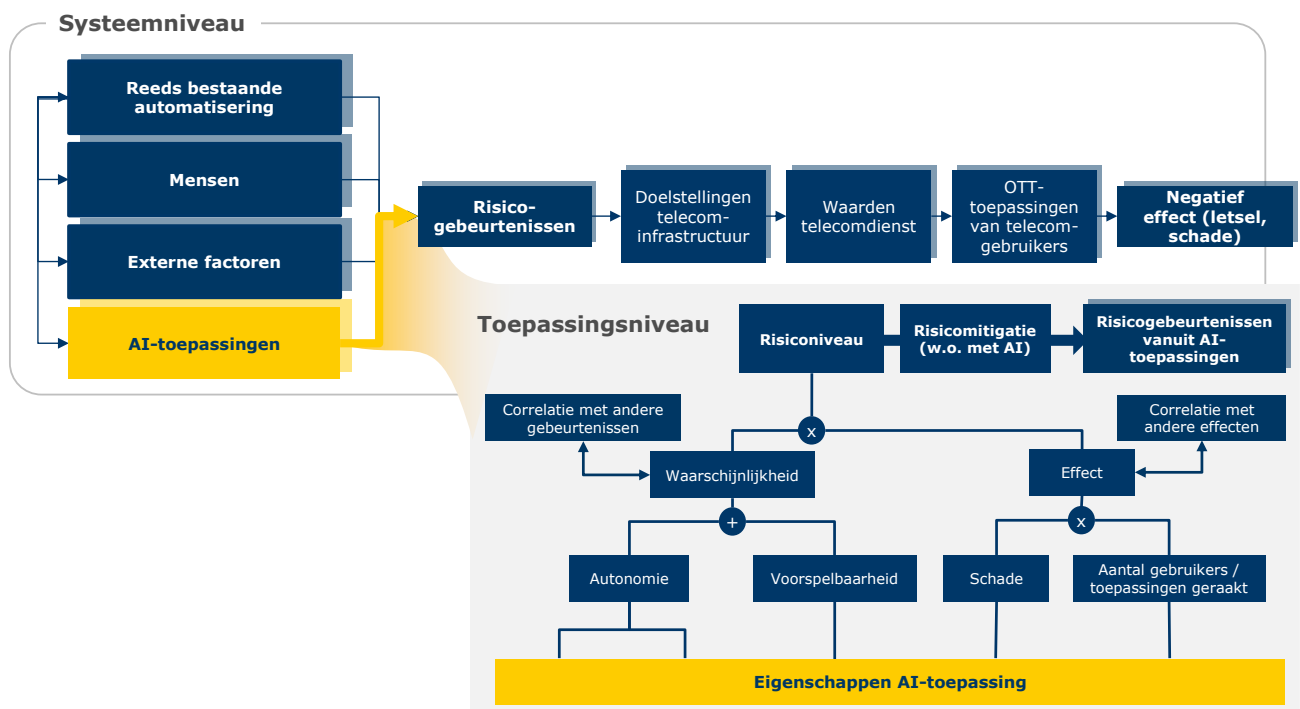 Systeemniveau
Reeds bestaande
automatisering
Mensen
Externe factoren
AI-toepassingen
Risico-
gebeurtenissen
Doelstellingen
telecom-
infrastructuur
Waarden
telecomdienst
OTT-
toepassingen
van telecom-
gebruikers
Negatief
effect (letsel,
schade)
Toepassingsniveau
Risiconiveau
Risicomitigatie
(w.o. met AI)
Risicogebeurtenissen
vanuit AI-
toepassingen
Correlatie met andere
gebeurtenissen
x
Correlatie met
andere effecten
Waarschijnlijkheid
Effect
+
x
Autonomie
Voorspelbaarheid
Schade
Aantal gebruikers /
toepassingen geraakt
Eigenschappen AI-toepassing